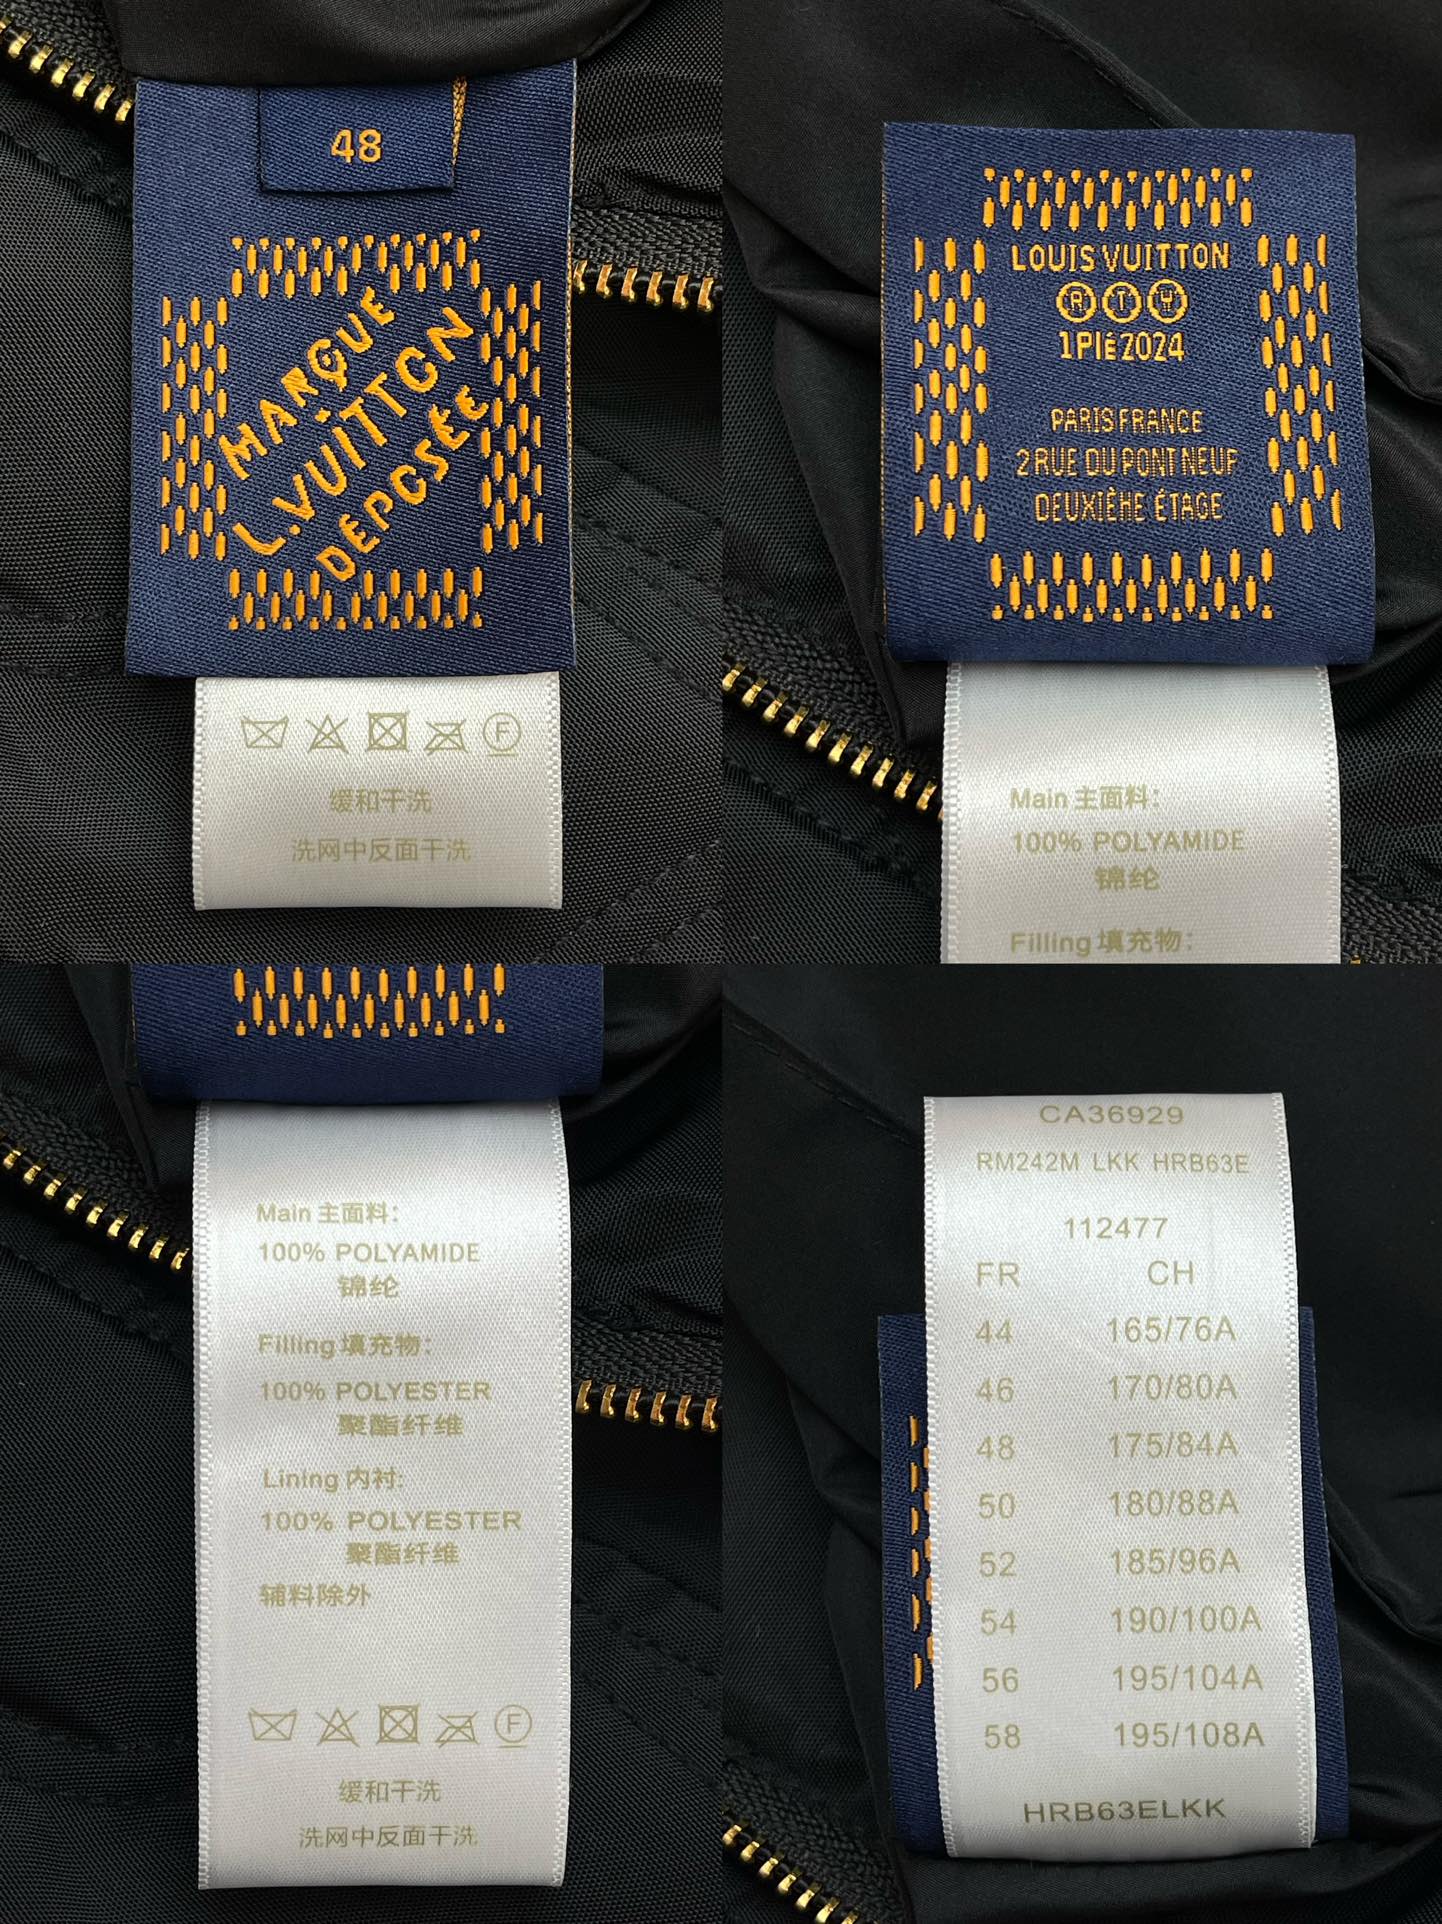 48
MARQUE
L.VUITTON
DÉPOSÉE
F
缓和干洗
洗网中反面干洗
LOUIS VUITTON
R T W
1PIÉ2024
PARIS FRANCE
2 RUE DU PONT NEUF
DEUXIÈME ÉTAGE
Main 主面料:
100% POLYAMIDE
锦纶
Filling 填充物:
Main 主面料:
100% POLYAMIDE
锦纶
Filling 填充物:
100% POLYESTER
聚酯纤维
Lining 内衬:
100% POLYESTER
聚酯纤维
辅料除外
F
缓和干洗
洗网中反面干洗
CA36929
RM242M LKK HRB63E
112477
FR CH
44 165/76A
46 170/80A
48 175/84A
50 180/88A
52 185/96A
54 190/100A
56 195/104A
58 195/108A
HRB63ELKK